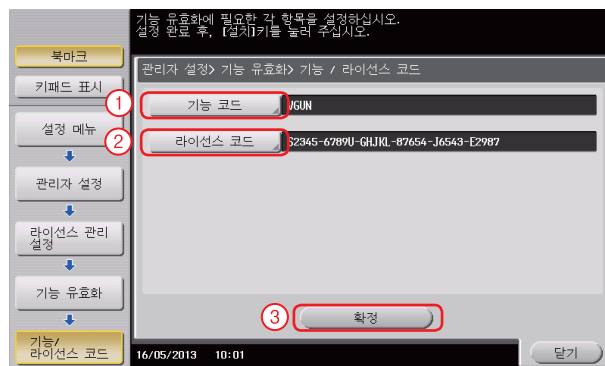 기능 유효화에 필요한 각 항목을 설정하십시오.
설정 완료 후, [설치]키를 눌러 주십시오.
북마크
키패드 표시
설정 메뉴
관리자 설정
라이선스 관리
설정
기능 유효화
기능/
라이선스 코드
관리자 설정> 기능 유효화> 기능 / 라이선스 코드
1
기능 코드
VGUN
2
라이선스 코드
S2345-6789U-GHJKL-87654-J6543-E2987
3
확정
16/05/2013 10:01
닫기